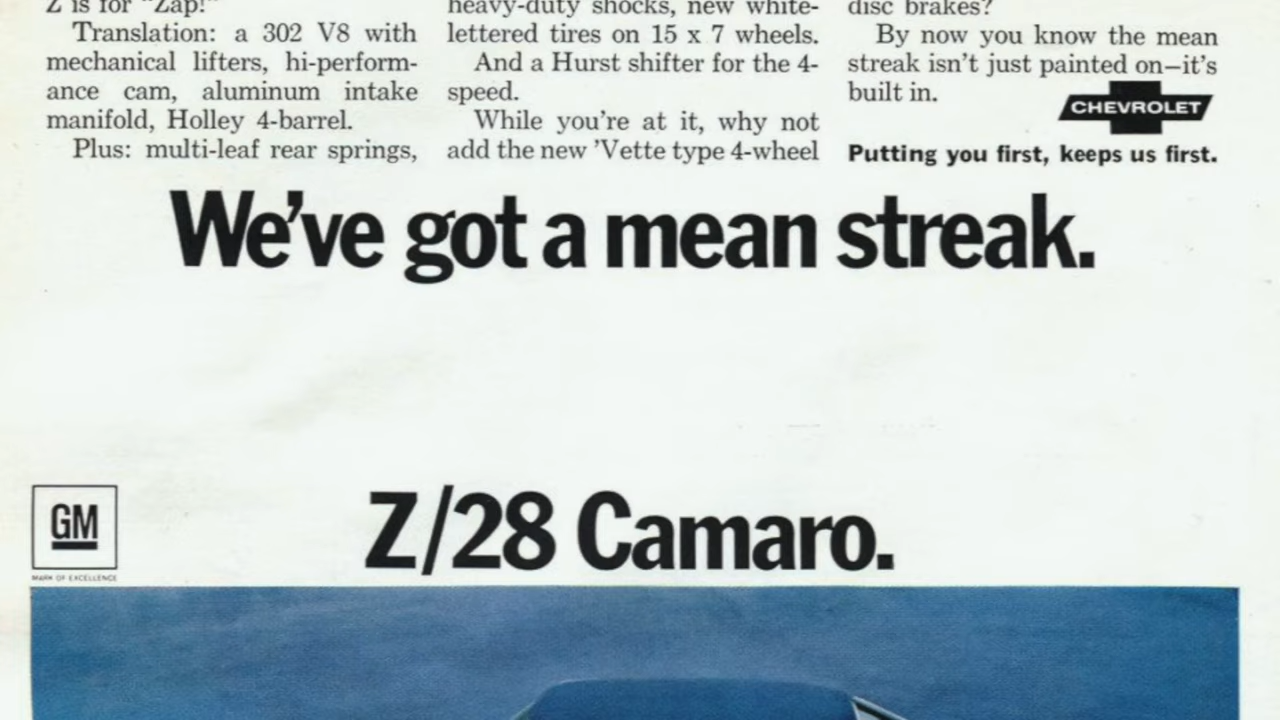 Z is for "Zap!"
Translation: a 302 V8 with
mechanical lifters, hi-perform-
ance cam, aluminum intake
manifold, Holley 4-barrel.
Plus: multi-leaf rear springs,
heavy-duty shocks, new white-
lettered tires on 15 x 7 wheels.
And a Hurst shifter for the 4-
speed.
While you're at it, why not
add the new 'Vette type 4-wheel
disc brakes?
By now you know the mean
streak isn't just painted on—it's
built in.
CHEVROLET
Putting you first, keeps us first.
We've got a mean streak.
GM
MARK OF EXCELLENCE
Z/28 Camaro.